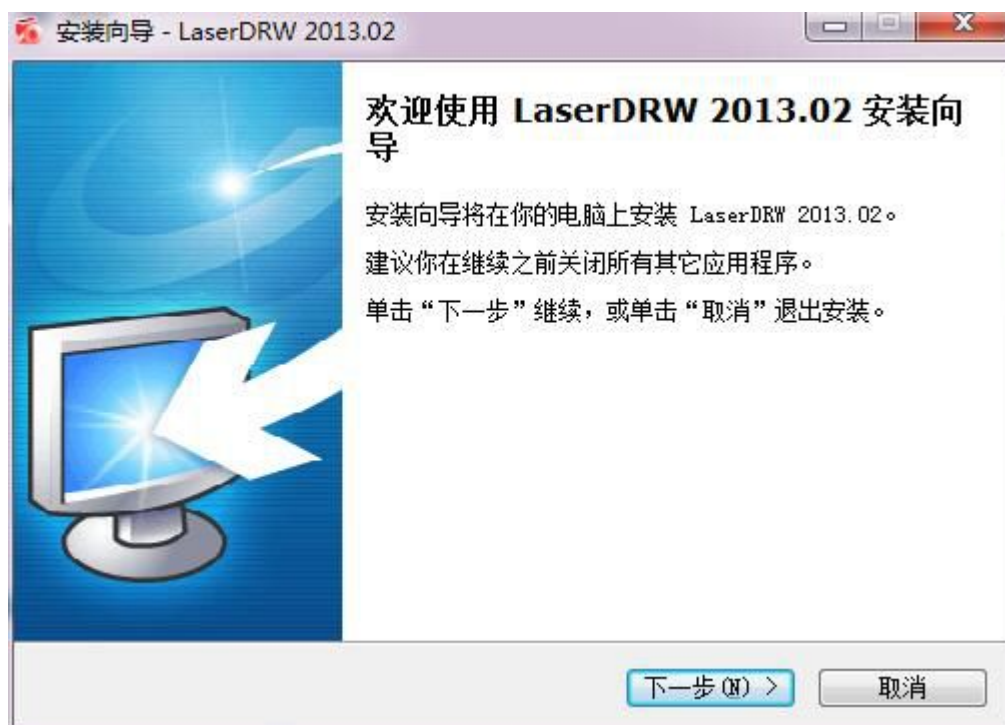 安装向导 - LaserDRW 2013.02
欢迎使用 LaserDRW 2013.02 安装向
导
安装向导将在你的电脑上安装 LaserDRW 2013.02。
建议你在继续之前关闭所有其它应用程序。
单击“下一步”继续，或单击“取消”退出安装。
下一步(N) >
取消